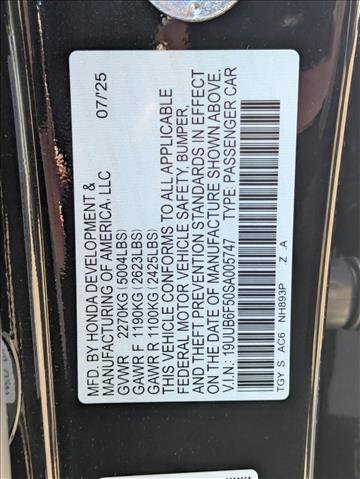 MFD. BY HONDA DEVELOPMENT & 07/'25
MANUFACTURING OF AMERICA, LLC
GVWR 2270KG (5004LBS)
GAWR F 1190KG (2623LBS)
GAWR R 1100KG (2425LBS)
THIS VEHICLE CONFORMS TO ALL APPLICABLE
FEDERAL MOTOR VEHICLE SAFETY, BUMPER,
AND THEFT PREVENTION STANDARDS IN EFFECT
ON THE DATE OF MANUFACTURE SHOWN ABOVE.
V.I.N: 19UUB6F50SA005747 TYPE: PASSENGER CAR
TGY S AC6 NH893P Z A